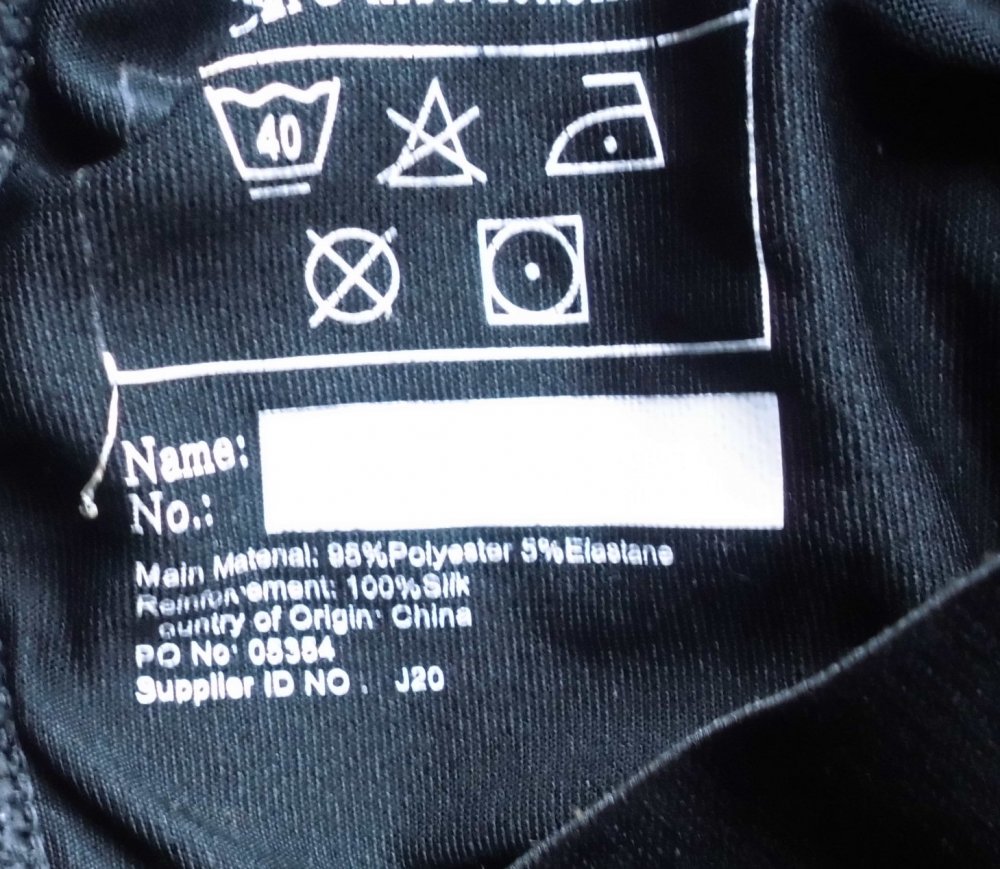 40
Name:
No.:
Main Material: 95%Polyester 5%Elastane
Reinforcement: 100%Silk
Country of Origin: China
PO No: 05354
Supplier ID NO. J20